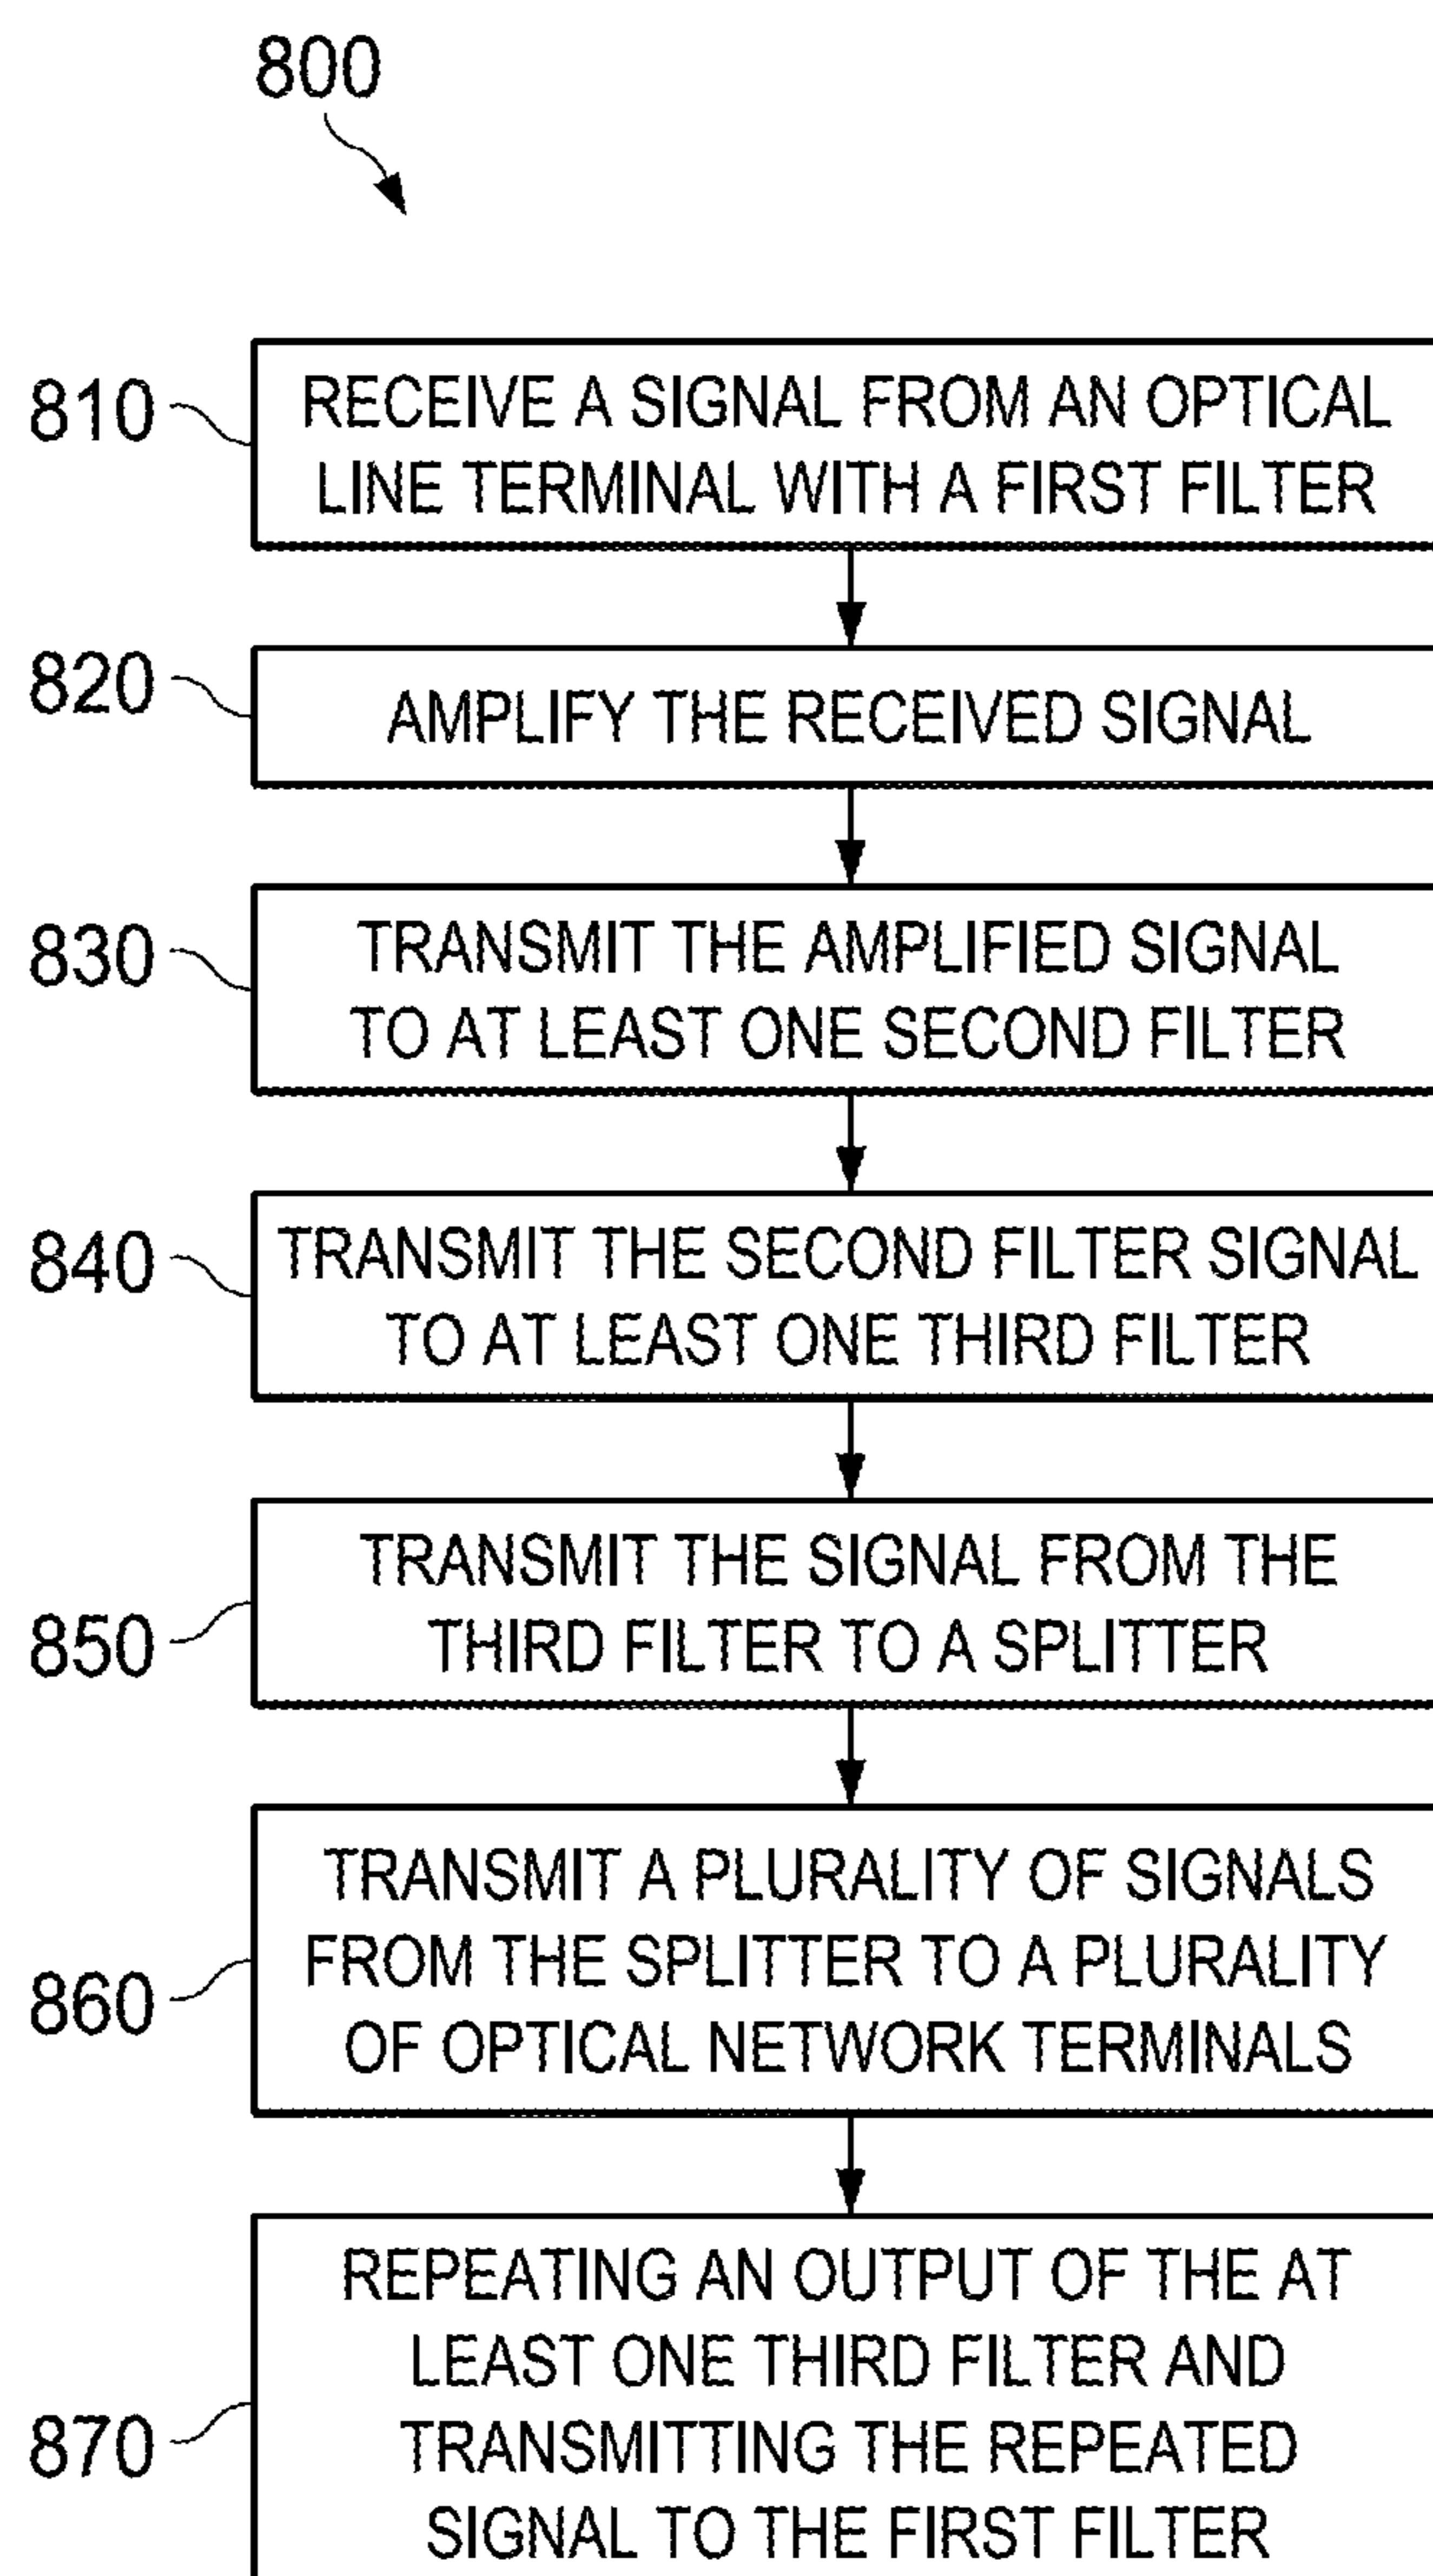 800
810
RECEIVE A SIGNAL FROM AN OPTICAL
LINE TERMINAL WITH A FIRST FILTER
820
AMPLIFY THE RECEIVED SIGNAL
830
TRANSMIT THE AMPLIFIED SIGNAL
TO AT LEAST ONE SECOND FILTER
840
TRANSMIT THE SECOND FILTER SIGNAL
TO AT LEAST ONE THIRD FILTER
850
TRANSMIT THE SIGNAL FROM THE
THIRD FILTER TO A SPLITTER
860
TRANSMIT A PLURALITY OF SIGNALS
FROM THE SPLITTER TO A PLURALITY
OF OPTICAL NETWORK TERMINALS
870
REPEATING AN OUTPUT OF THE AT
LEAST ONE THIRD FILTER AND
TRANSMITTING THE REPEATED
SIGNAL TO THE FIRST FILTER